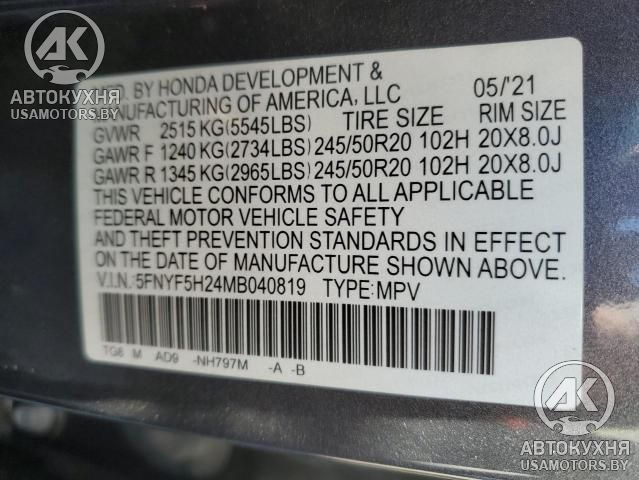 AK
АВТОКУХНЯ
USAMOTORS.BY
BY HONDA DEVELOPMENT &
MANUFACTURING OF AMERICA, LLC 05/'21
GVWR 2515 KG(5545LBS) TIRE SIZE RIM SIZE
GAWR F 1240 KG(2734LBS) 245/50R20 102H 20X8.0J
GAWR R 1345 KG(2965LBS) 245/50R20 102H 20X8.0J
THIS VEHICLE CONFORMS TO ALL APPLICABLE
FEDERAL MOTOR VEHICLE SAFETY
AND THEFT PREVENTION STANDARDS IN EFFECT
ON THE DATE OF MANUFACTURE SHOWN ABOVE.
V.I.N.:5FNYF5H24MB040819 TYPE:MPV
TG8 M AD9 -NH797M -A -B
AK
АВТОКУХНЯ
USAMOTORS.BY